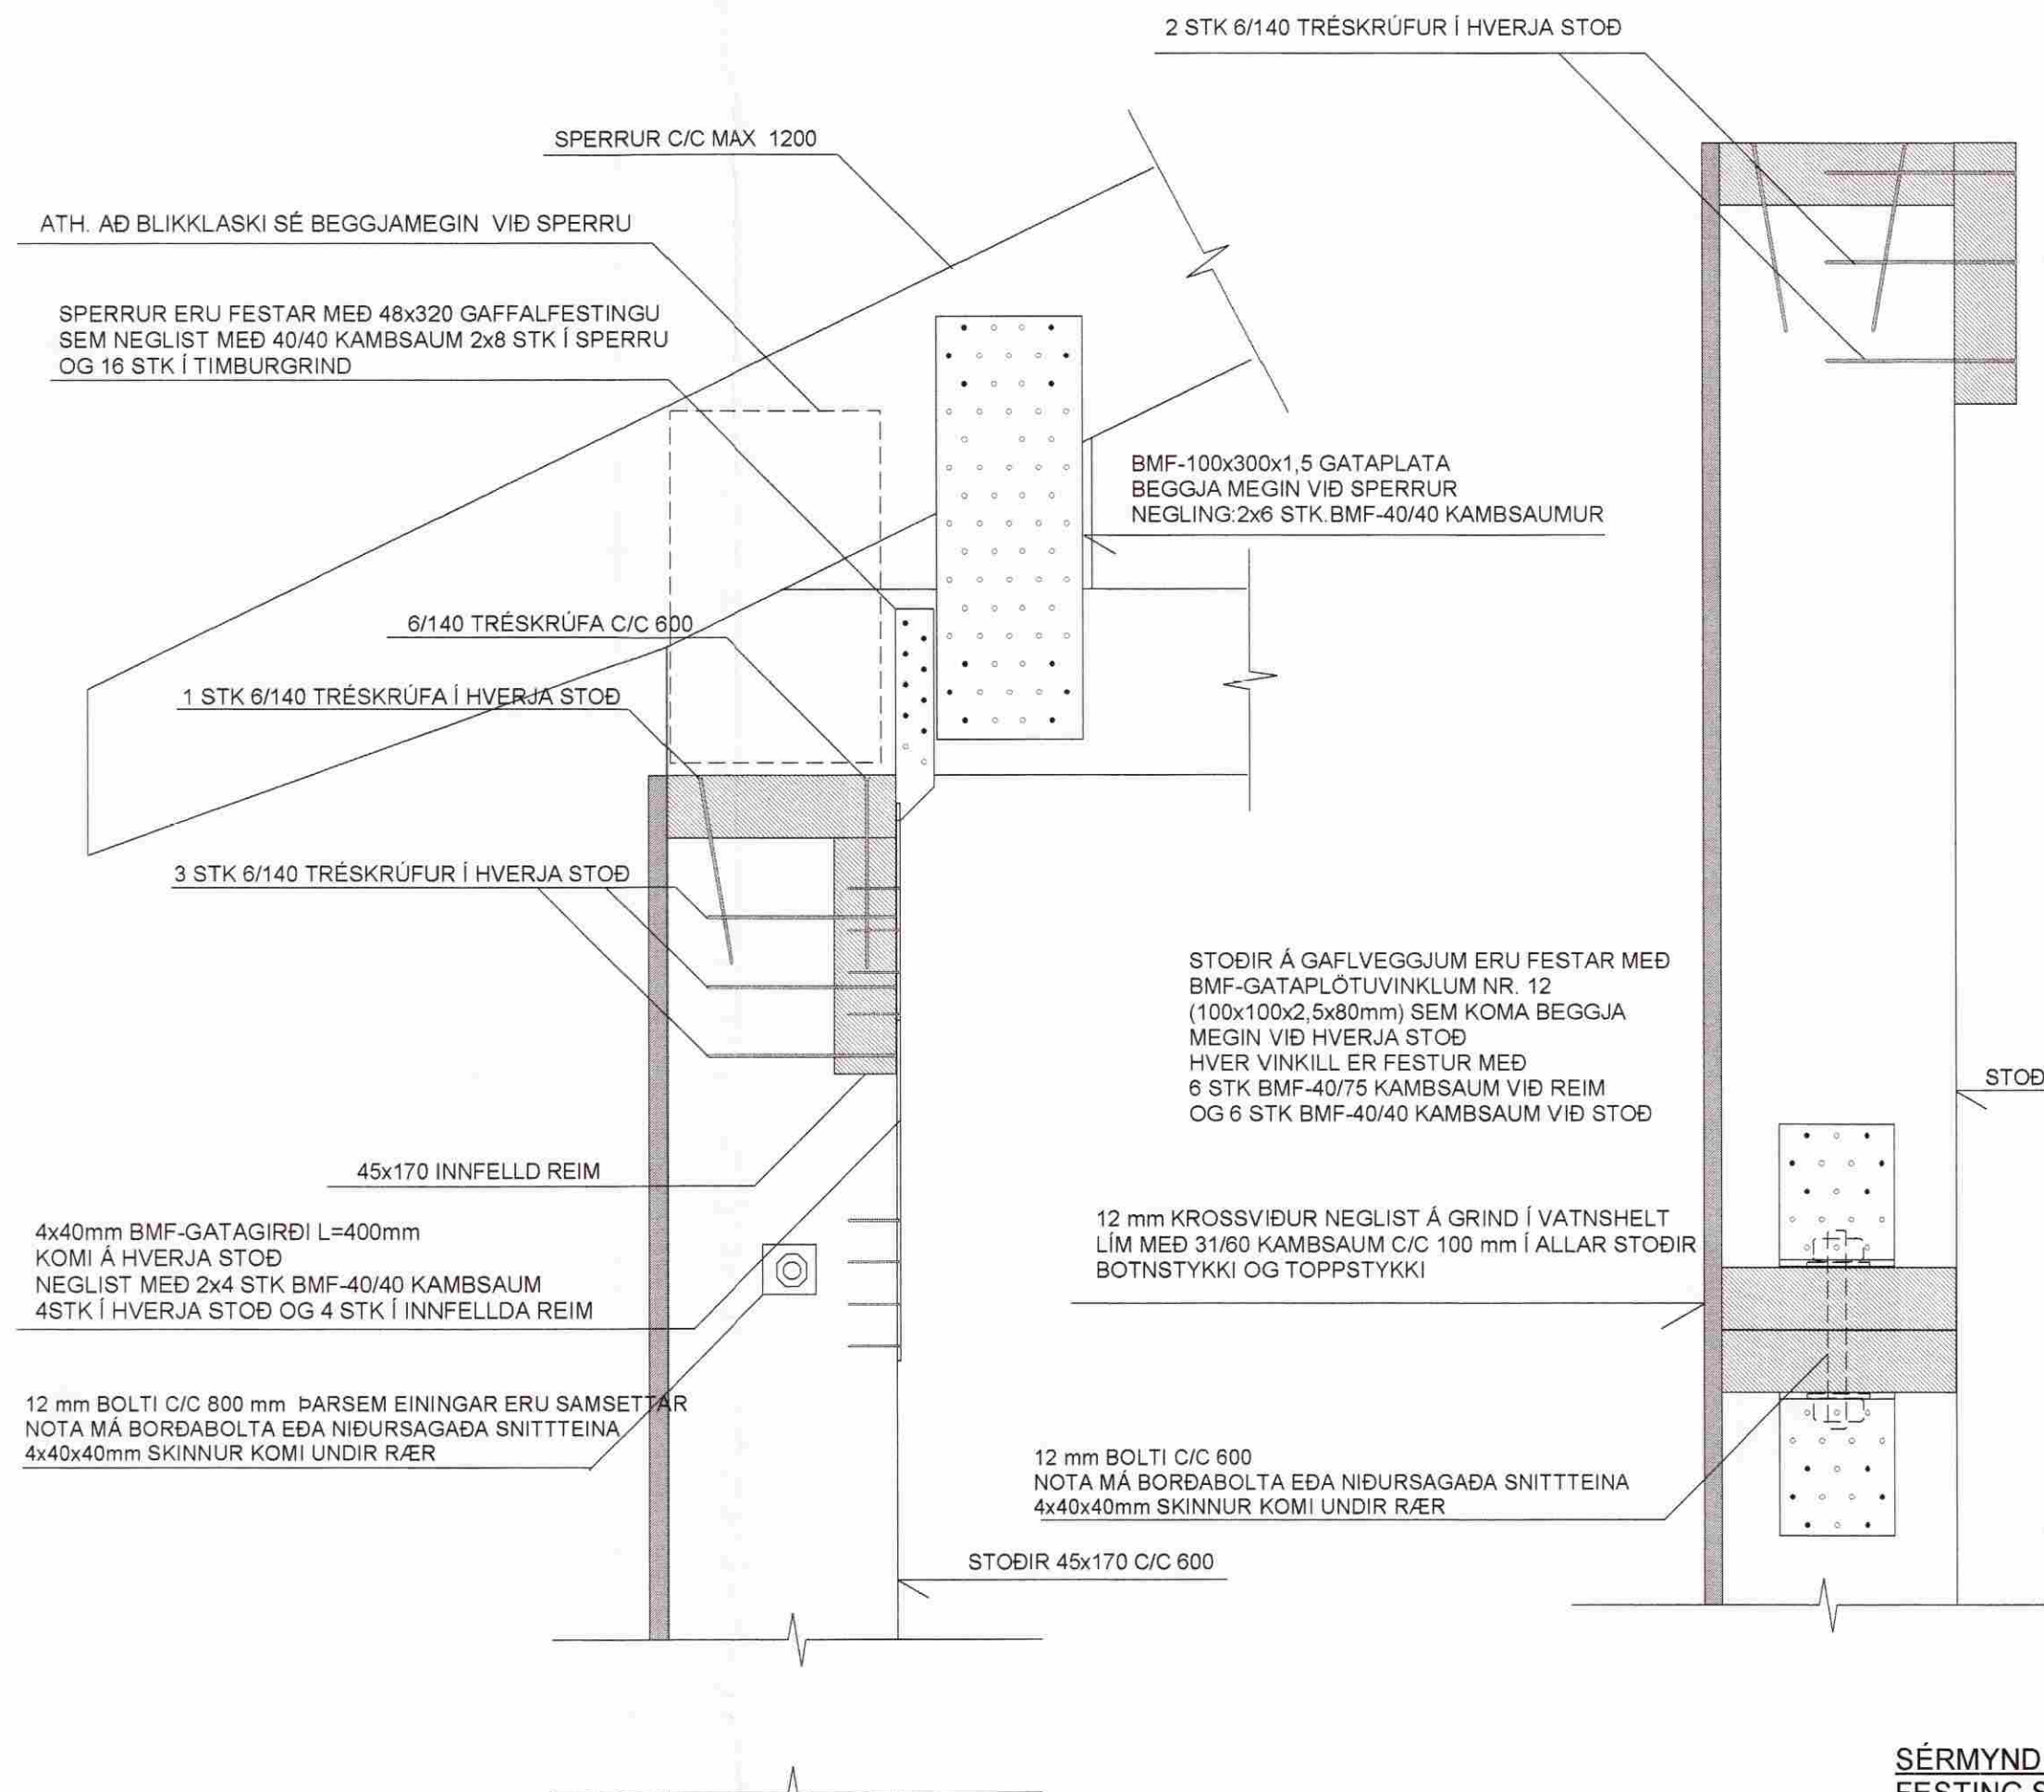 2 STK 6/140 TRÉSKRÚFUR Í HVERJA STOÐ
SPERRUR C/C MAX 1200
ATH. AÐ BLIKKLASKI SÉ BEGGJAMEGIN VIÐ SPERRU
SPERRUR ERU FESTAR MEÐ 48x320 GAFFALFESTINGU
SEM NEGLIST MEÐ 40/40 KAMBSAUM 2x8 STK Í SPERRU
OG 16 STK Í TIMBURGRIND
BMF-100x300x1,5 GATAPLATA
BEGGJA MEGIN VIÐ SPERRUR
NEGLING:2x6 STK.BMF-40/40 KAMBSAUMUR
6/140 TRÉSKRÚFA C/C 600
1 STK 6/140 TRÉSKRÚFA Í HVERJA STOÐ
3 STK 6/140 TRÉSKRÚFUR Í HVERJA STOÐ
STOÐIR Á GAFLVEGGJUM ERU FESTAR MEÐ
BMF-GATAPLÖTUVINKLUM NR. 12
(100x100x2,5x80mm) SEM KOMA BEGGJA
MEGIN VIÐ HVERJA STOÐ
HVER VINKILL ER FESTUR MEÐ
6 STK BMF-40/75 KAMBSAUM VIÐ REIM
OG 6 STK BMF-40/40 KAMBSAUM VIÐ STOÐ
STOÐ
45x170 INNFELLD REIM
4x40mm BMF-GATAGIRÐI L=400mm
KOMI Á HVERJA STOÐ
NEGLIST MEÐ 2x4 STK BMF-40/40 KAMBSAUM
4STK Í HVERJA STOÐ OG 4 STK Í INNFELLDA REIM
12 mm KROSSVIÐUR NEGLIST Á GRIND Í VATNSHELT
LÍM MEÐ 31/60 KAMBSAUM C/C 100 mm Í ALLAR STOÐIR
BOTNSTYKKI OG TOPPSTYKKI
12 mm BOLTI C/C 800 mm ÞARSEM EININGAR ERU SAMSETTAR
NOTA MÁ BORÐABOLTA EÐA NIÐURSAGAÐA SNITTTEINA
4x40x40mm SKINNUR KOMI UNDIR RÆR
12 mm BOLTI C/C 600
NOTA MÁ BORÐABOLTA EÐA NIÐURSAGAÐA SNITTTEINA
4x40x40mm SKINNUR KOMI UNDIR RÆR
STOÐIR 45x170 C/C 600
SÉRMYND
FESTING